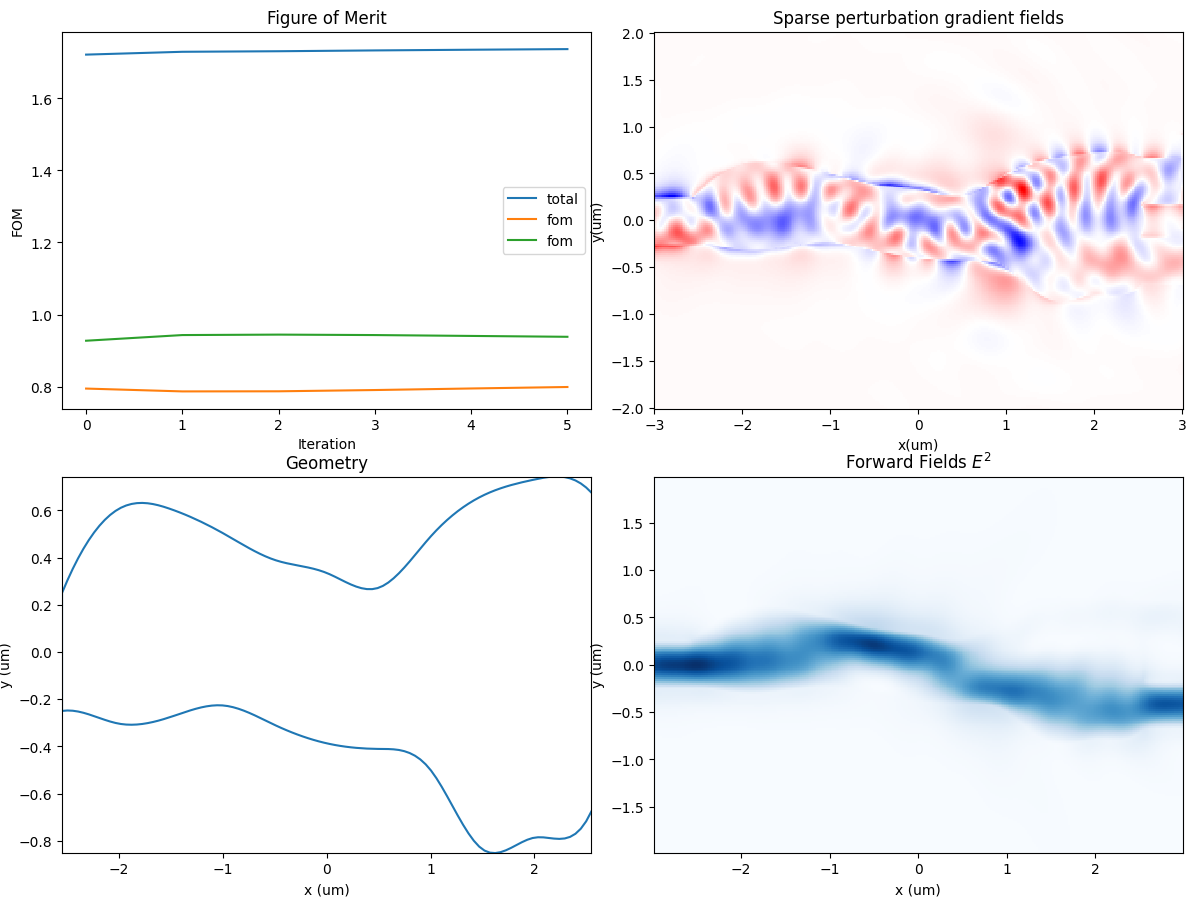 Figure of Merit
FOM
1.6
1.4
1.2
1.0
0.8
total
fom
fom
0 1 2 3 4 5
Iteration
Sparse perturbation gradient fields
y(um)
2.0
1.5
1.0
0.5
0.0
−0.5
−1.0
−1.5
−2.0
−3 −2 −1 0 1 2 3
x(um)
Geometry
y (um)
0.6
0.4
0.2
0.0
−0.2
−0.4
−0.6
−0.8
−2 −1 0 1 2
x (um)
Forward Fields E²
y (um)
1.5
1.0
0.5
0.0
−0.5
−1.0
−1.5
−2 −1 0 1 2
x (um)